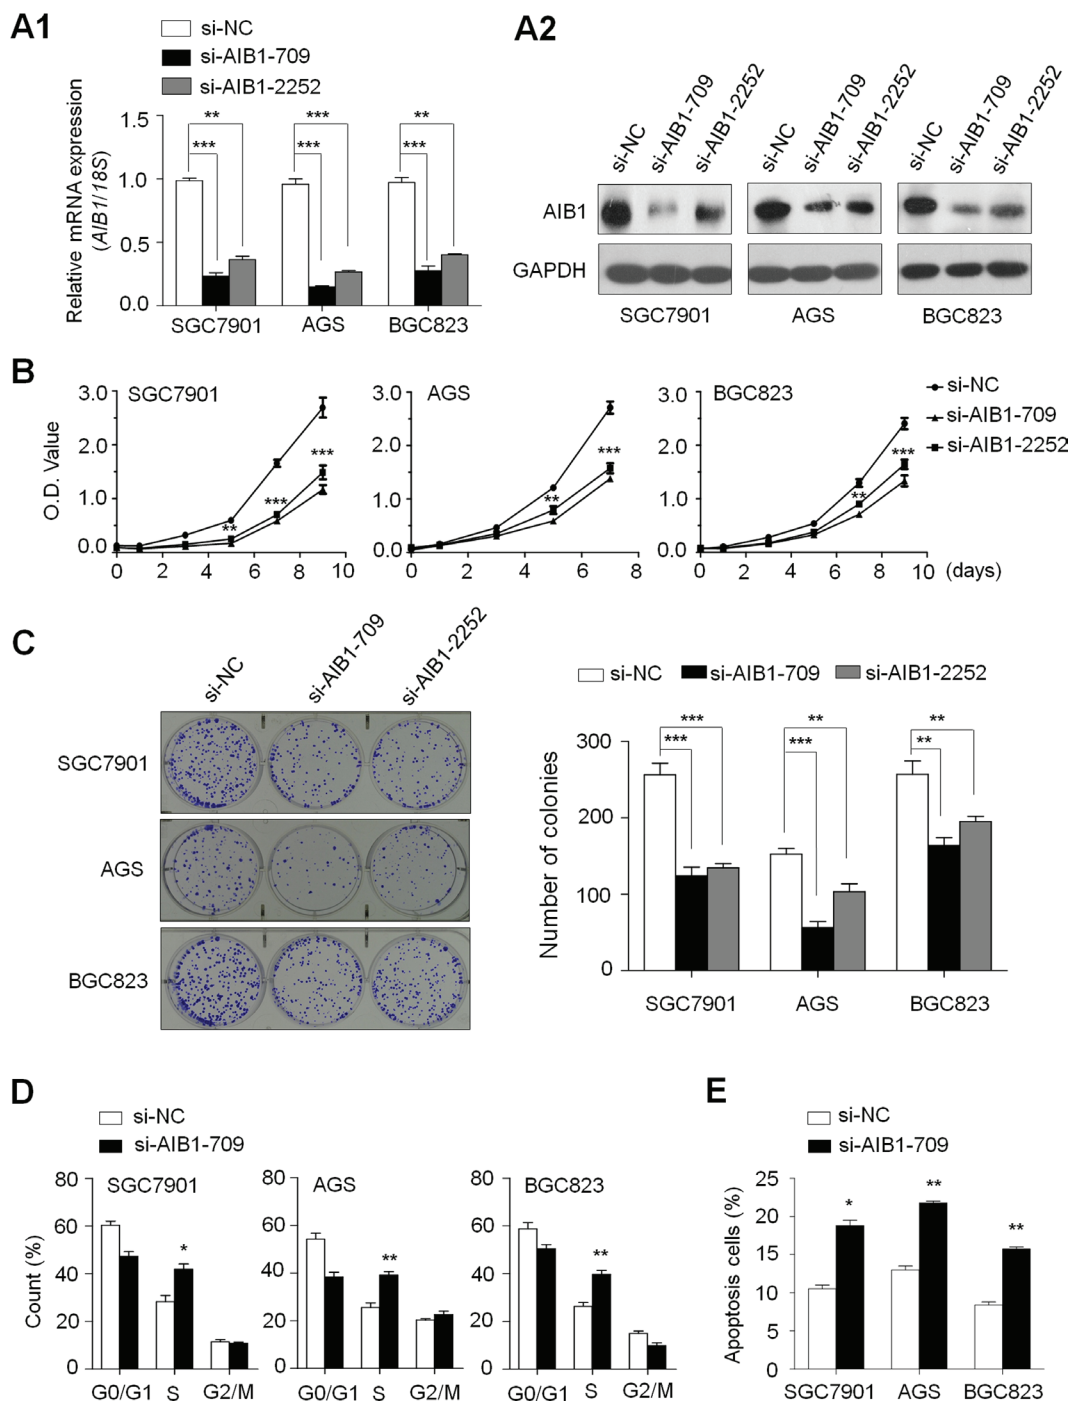 A1
si-NC
si-AIB1-709
si-AIB1-2252
Relative mRNA expression
(AIB1/18S)
1.5
1.0
0.5
0.0
** *** **
*** *** ***
SGC7901 AGS BGC823
A2
si-NC si-AIB1-709 si-AIB1-2252 si-NC si-AIB1-709 si-AIB1-2252 si-NC si-AIB1-709 si-AIB1-2252
AIB1
GAPDH
SGC7901 AGS BGC823
B
SGC7901
O.D. Value
3.0
2.0
1.0
0.0
** *** ***
0 2 4 6 8 10
AGS
3.0
2.0
1.0
0.0
** ***
0 2 4 6 8
BGC823
3.0
2.0
1.0
0.0
** ***
0 2 4 6 8 10 (days)
si-NC
si-AIB1-709
si-AIB1-2252
C
si-NC si-AIB1-709 si-AIB1-2252
SGC7901
AGS
BGC823
si-NC si-AIB1-709 si-AIB1-2252
Number of colonies
300
200
100
0
*** ** **
*** *** **
SGC7901 AGS BGC823
D
si-NC
si-AIB1-709
Count (%)
SGC7901
80
60
40
20
0
*
G0/G1 S G2/M
AGS
80
60
40
20
0
**
G0/G1 S G2/M
BGC823
80
60
40
20
0
**
G0/G1 S G2/M
E
si-NC
si-AIB1-709
Apoptosis cells (%)
25
20
15
10
5
0
* ** **
SGC7901 AGS BGC823